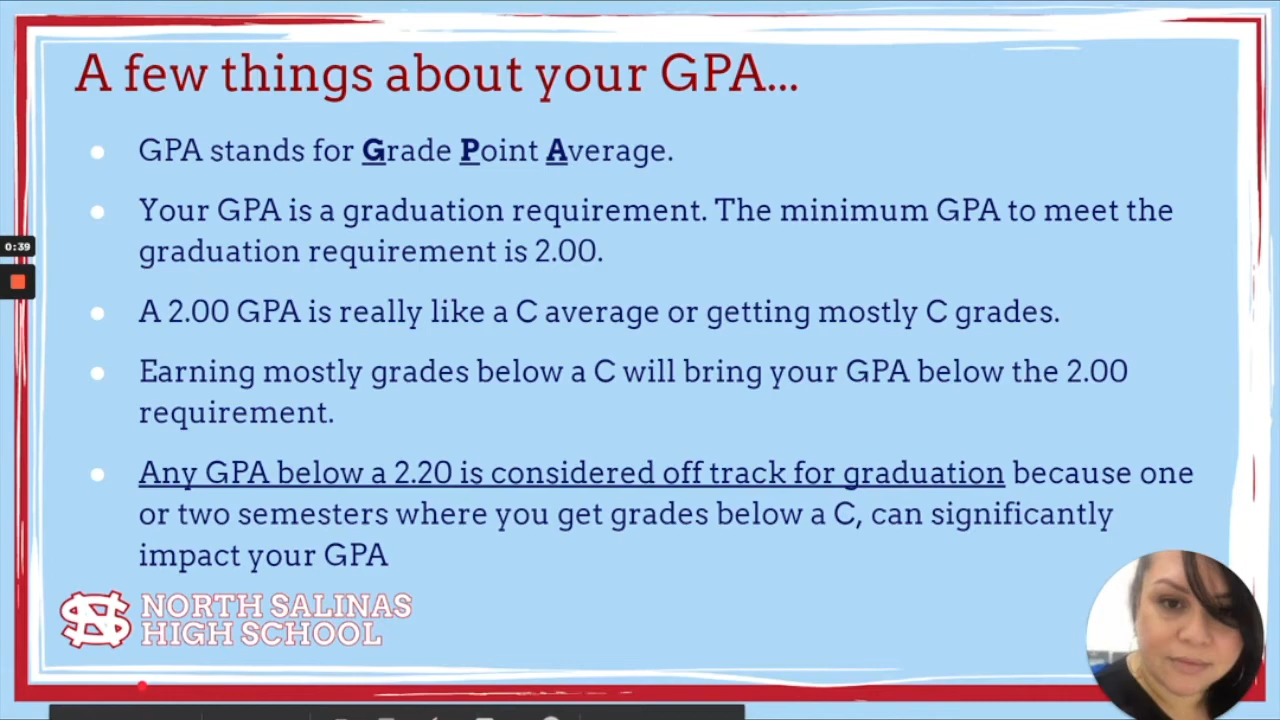 A few things about your GPA...
GPA stands for Grade Point Average.
Your GPA is a graduation requirement. The minimum GPA to meet the
graduation requirement is 2.00.
0:39
A 2.00 GPA is really like a C average or getting mostly C grades.
Earning mostly grades below a C will bring your GPA below the 2.00
requirement.
Any GPA below a 2.20 is considered off track for graduation because one
or two semesters where you get grades below a C, can significantly
impact your GPA
NS NORTH SALINAS
HIGH SCHOOL